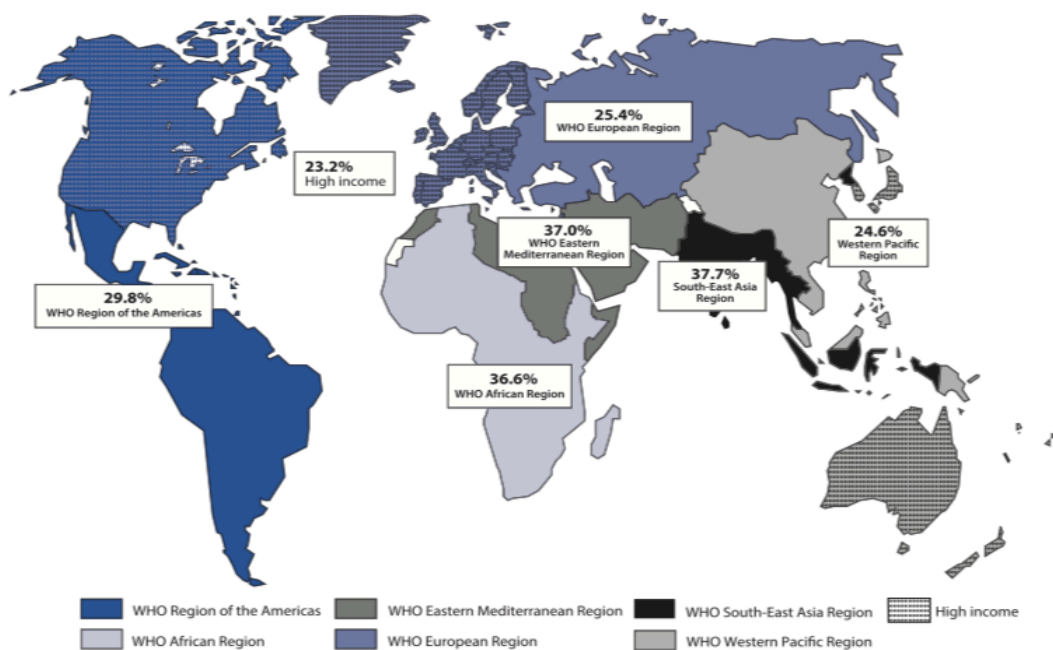 25.4%
WHO European Region
23.2%
High income
37.0%
WHO Eastern
Mediterranean Region
24.6%
Western Pacific
Region
37.7%
South-East Asia
Region
29.8%
WHO Region of the Americas
36.6%
WHO African Region
WHO Region of the Americas
WHO Eastern Mediterranean Region
WHO South-East Asia Region
High income
WHO African Region
WHO European Region
WHO Western Pacific Region